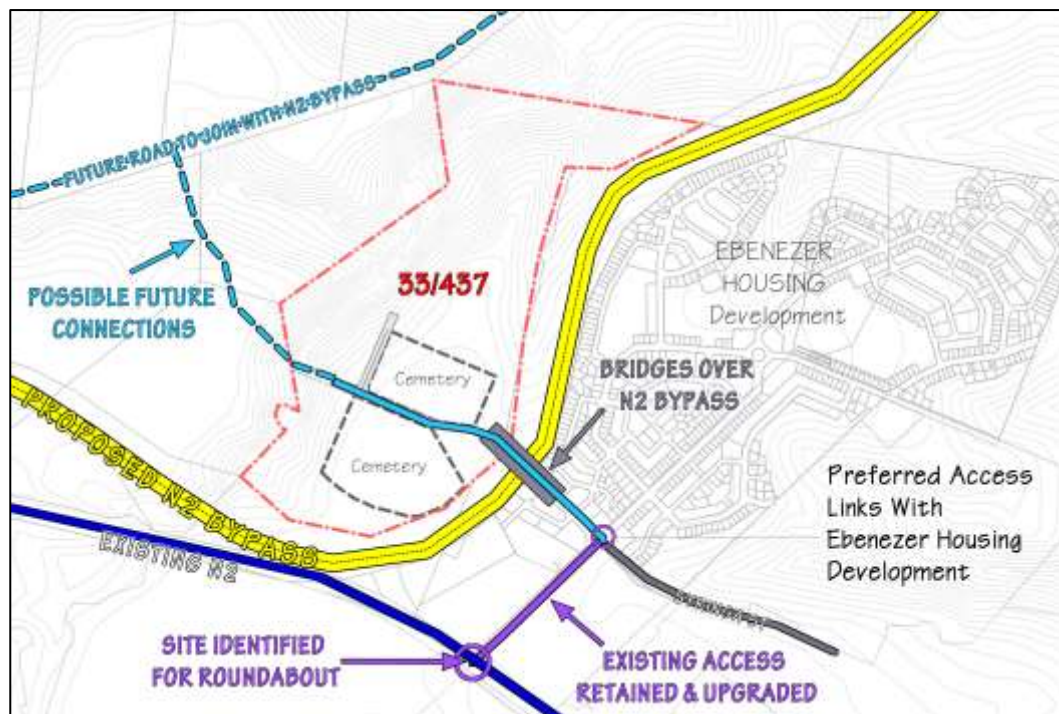 FUTURE ROAD TO JOIN WITH N2 BYPASS
POSSIBLE FUTURE
CONNECTIONS
33/437
EBENEZER
HOUSING
Development
BRIDGES OVER
N2 BYPASS
Cemetery
Cemetery
PROPOSED N2 BYPASS
EXISTING N2
Preferred Access
Links With
Ebenezer Housing
Development
SITE IDENTIFIED
FOR ROUNDABOUT
EXISTING ACCESS
RETAINED & UPGRADED